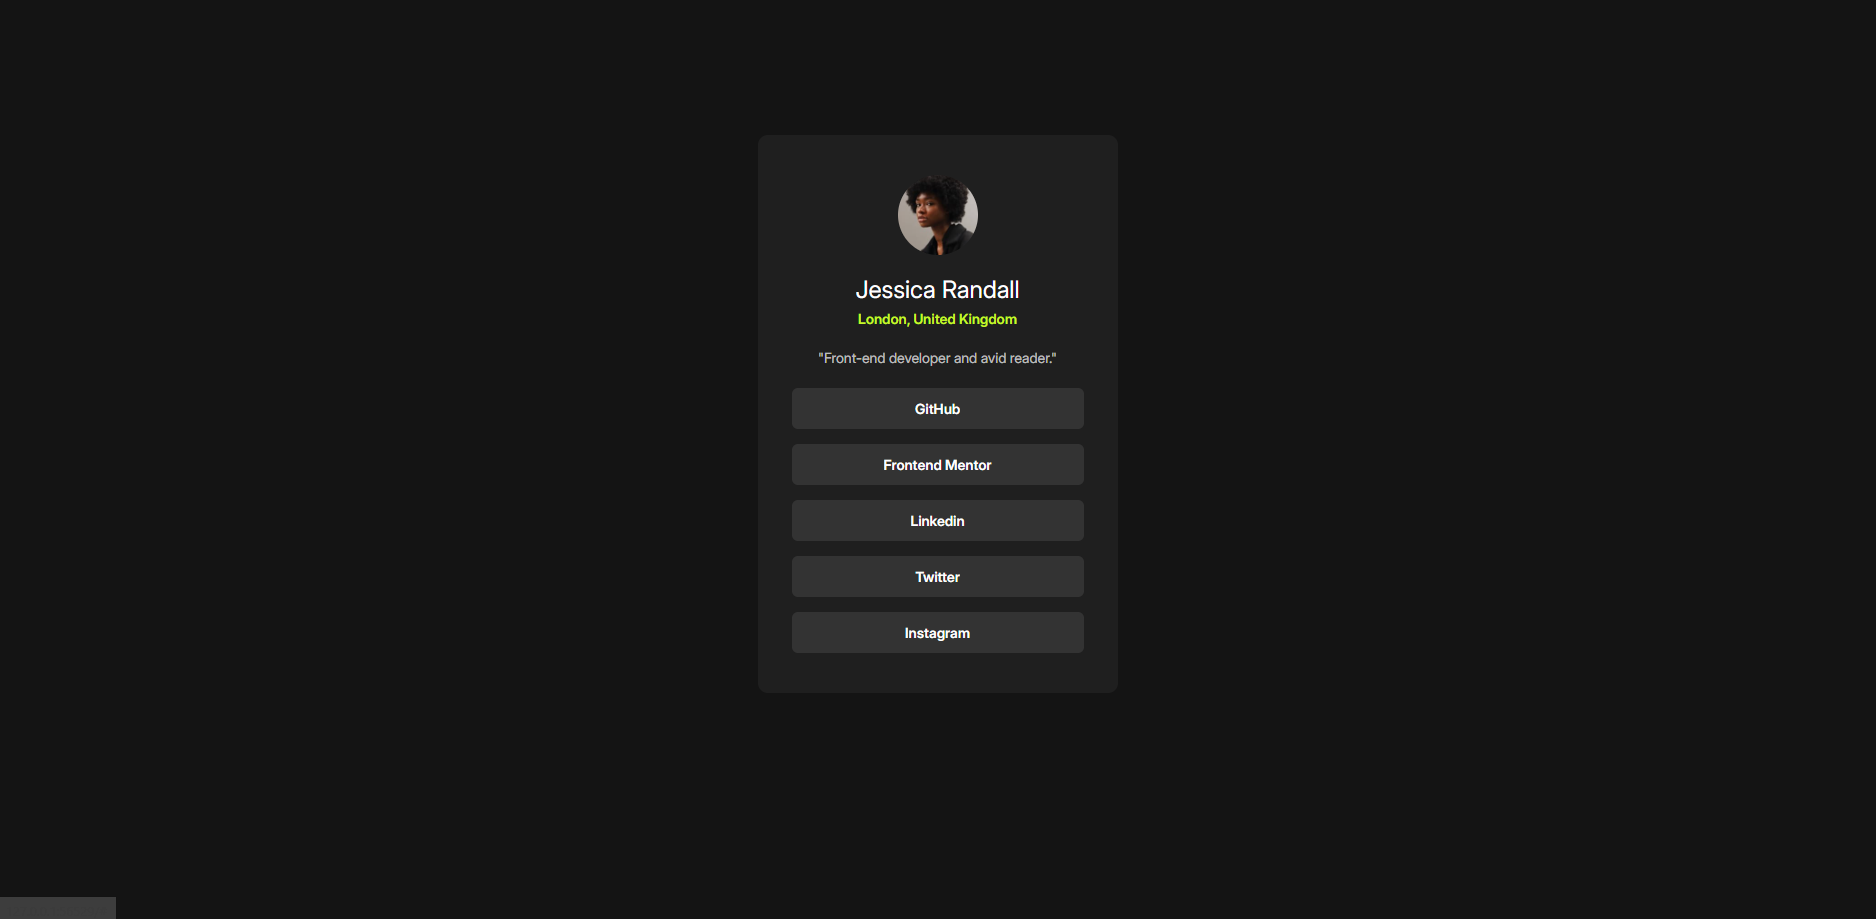 Jessica Randall
London, United Kingdom
"Front-end developer and avid reader."
GitHub
Frontend Mentor
Linkedin
Twitter
Instagram